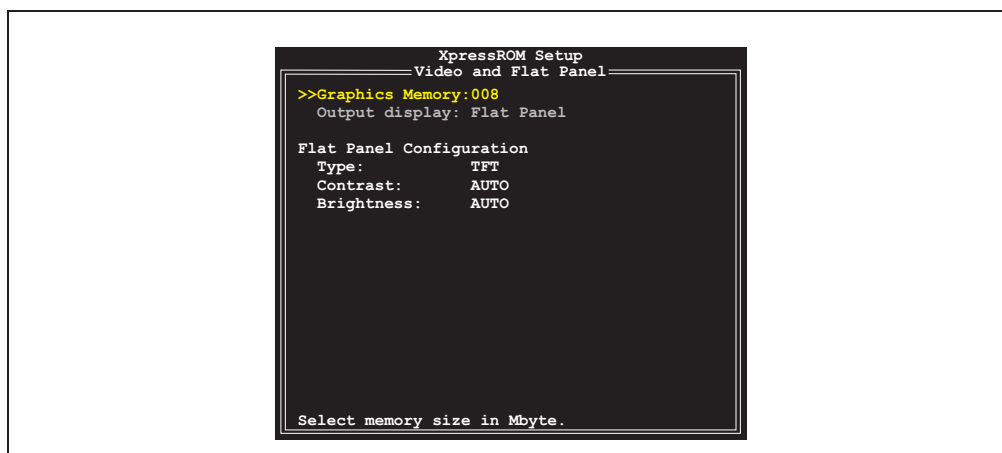 XpressROM Setup
Video and Flat Panel
>>Graphics Memory:008
Output display: Flat Panel
Flat Panel Configuration
Type: TFT
Contrast: AUTO
Brightness: AUTO
Select memory size in Mbyte.